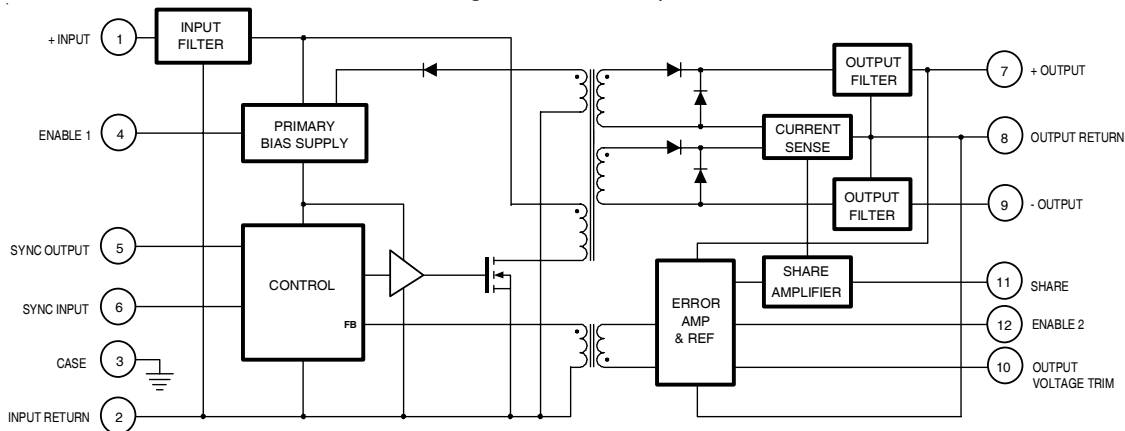 + INPUT
1
INPUT
FILTER
ENABLE 1
4
PRIMARY
BIAS SUPPLY
SYNC OUTPUT
5
SYNC INPUT
6
CONTROL
FB
CASE
3
INPUT RETURN
2
OUTPUT
FILTER
7
+ OUTPUT
CURRENT
SENSE
8
OUTPUT RETURN
OUTPUT
FILTER
9
- OUTPUT
ERROR
AMP
& REF
SHARE
AMPLIFIER
11
SHARE
12
ENABLE 2
10
OUTPUT
VOLTAGE TRIM